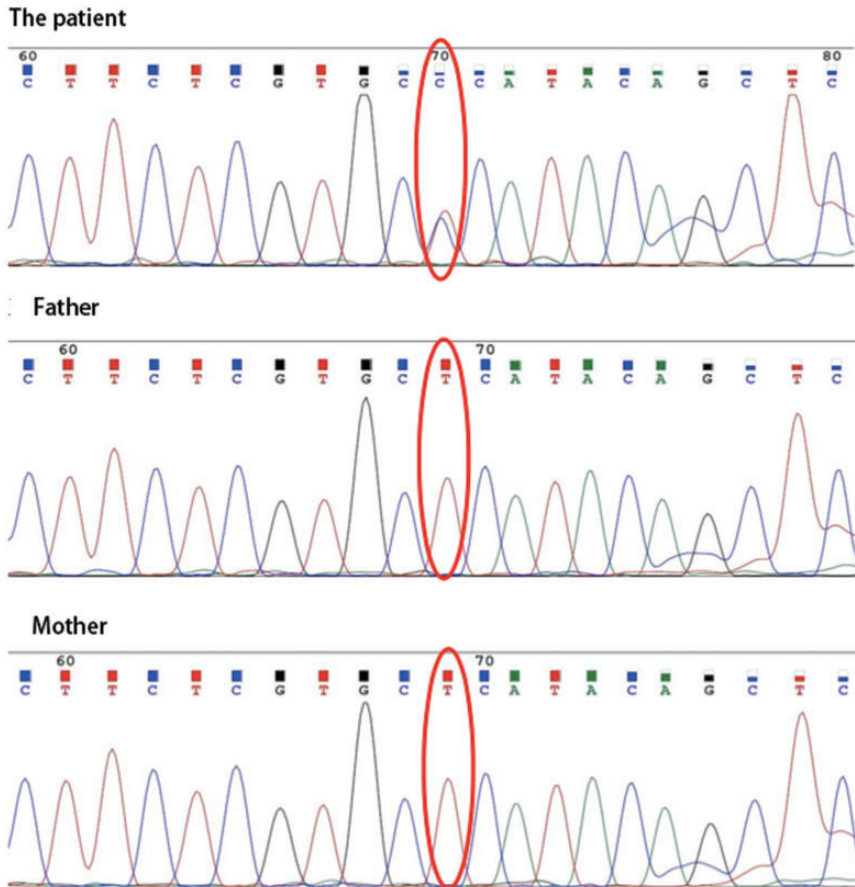 The patient
60 70 80
C T T C T C G T G C C C A T A C A G C T C
Father
60 70
C T T C T C G T G C T C A T A C A G C T C
Mother
60 70
C T T C T C G T G C T C A T A C A G C T C